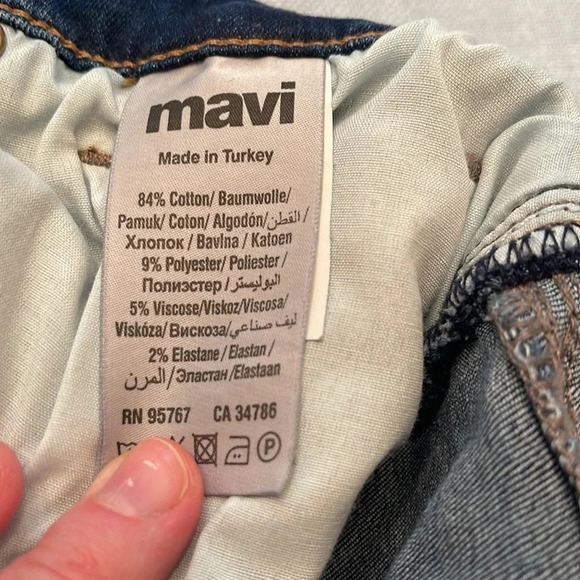 mavi
Made in Turkey
84% Cotton/ Baumwolle/
Pamuk/ Coton/ Algodón/القطن/
Хлопок / Bavlna / Katoen
9% Polyester/ Poliester /
Полиэстер /البوليستر/
5% Viscose/Viskoz/Viscosa/
Viskóza/Вискоза/ليف صناعي/
2% Elastane/ Elastan/
المرن/ /Эластан /Elastaan
RN 95767 CA 34786
P